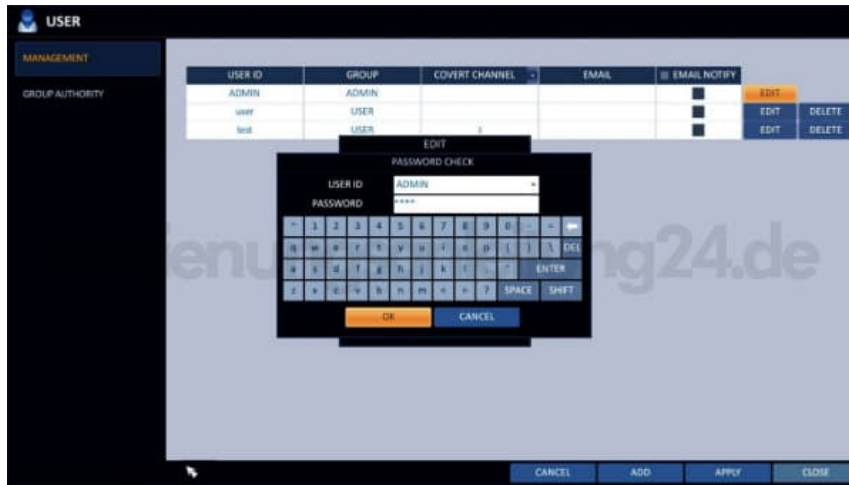 USER
MANAGEMENT
GROUP AUTHORITY
USER ID GROUP COVERT CHANNEL EMAIL EMAIL NOTIFY
ADMIN ADMIN EDIT
user USER EDIT DELETE
test USER 1 EDIT DELETE
EDIT
PASSWORD CHECK
USER ID ADMIN
PASSWORD ****
1 2 3 4 5 6 7 8 9 0 - =
q w e r t y u i o p [ ] \ DEL
a s d f g h j k l ENTER
z x c v b n m ? SPACE SHIFT
OK CANCEL
CANCEL ADD APPLY CLOSE